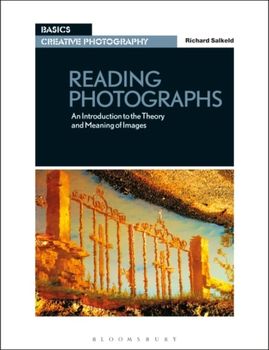 BASICS
CREATIVE PHOTOGRAPHY
Richard Salkeld
READING
PHOTOGRAPHS
An Introduction to the Theory
and Meaning of Images
BLOOMSBURY